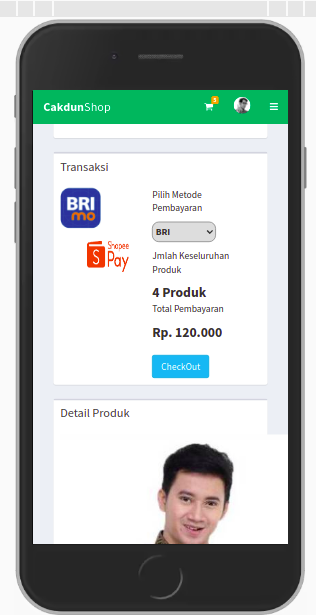 CakdunShop
Transaksi
BRI
mo
Shopee
Pay
Pilih Metode
Pembayaran
BRI
Jmlah Keseluruhan
Produk
4 Produk
Total Pembayaran
Rp. 120.000
CheckOut
Detail Produk